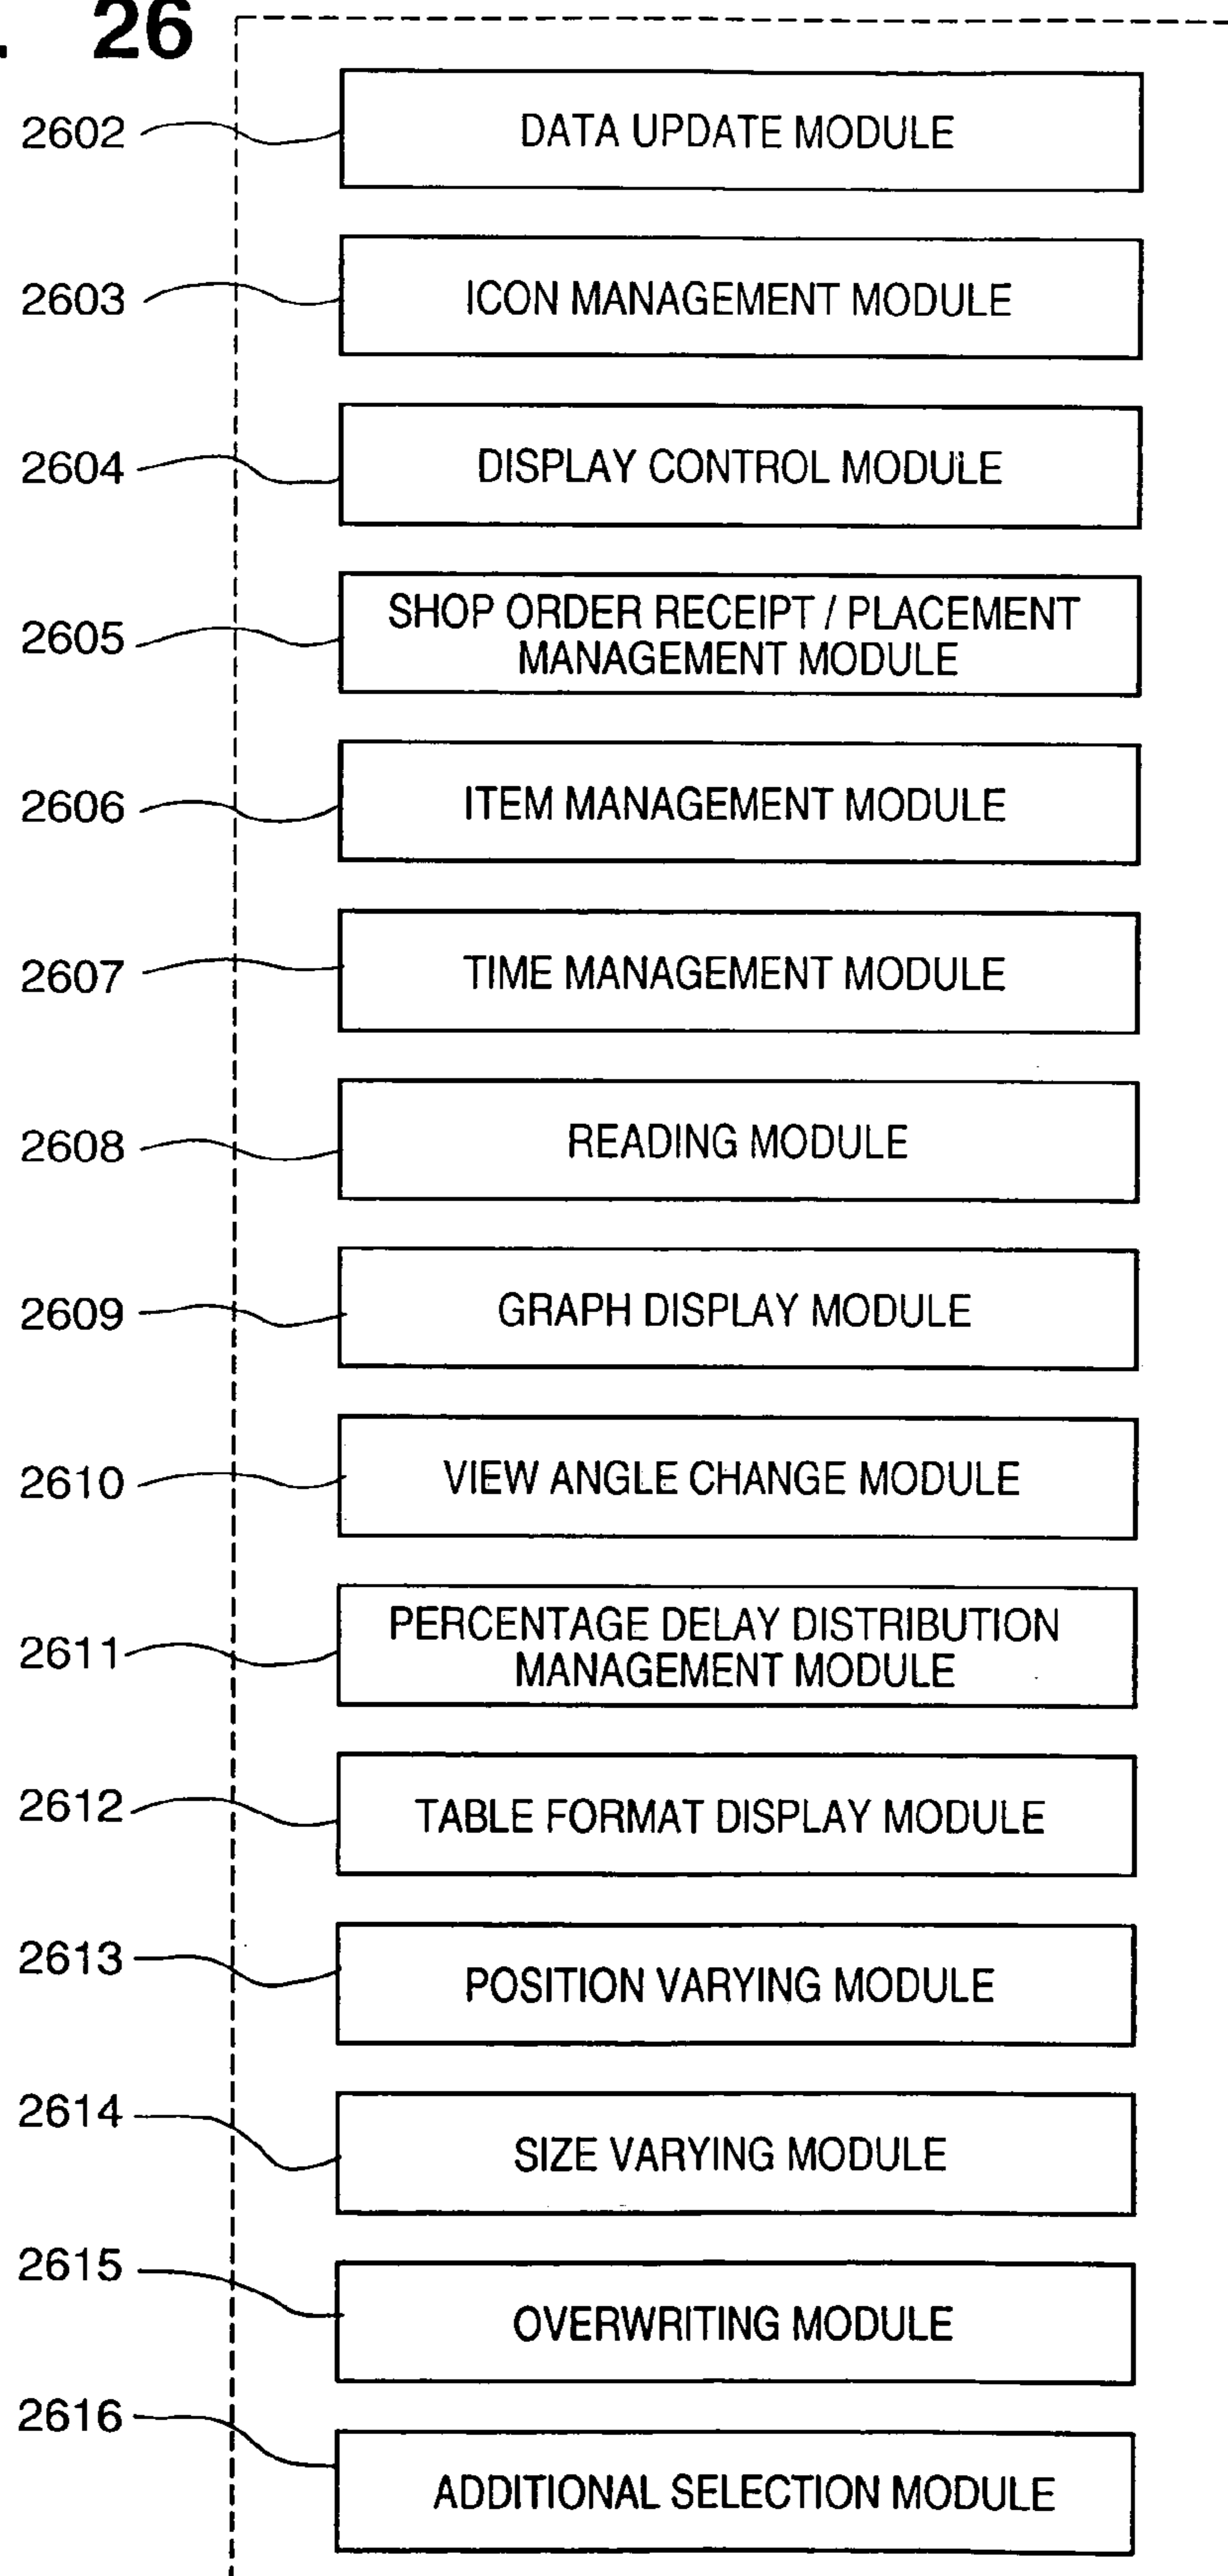 . 26
2602 DATA UPDATE MODULE
2603 ICON MANAGEMENT MODULE
2604 DISPLAY CONTROL MODULE
2605 SHOP ORDER RECEIPT / PLACEMENT
MANAGEMENT MODULE
2606 ITEM MANAGEMENT MODULE
2607 TIME MANAGEMENT MODULE
2608 READING MODULE
2609 GRAPH DISPLAY MODULE
2610 VIEW ANGLE CHANGE MODULE
2611 PERCENTAGE DELAY DISTRIBUTION
MANAGEMENT MODULE
2612 TABLE FORMAT DISPLAY MODULE
2613 POSITION VARYING MODULE
2614 SIZE VARYING MODULE
2615 OVERWRITING MODULE
2616 ADDITIONAL SELECTION MODULE